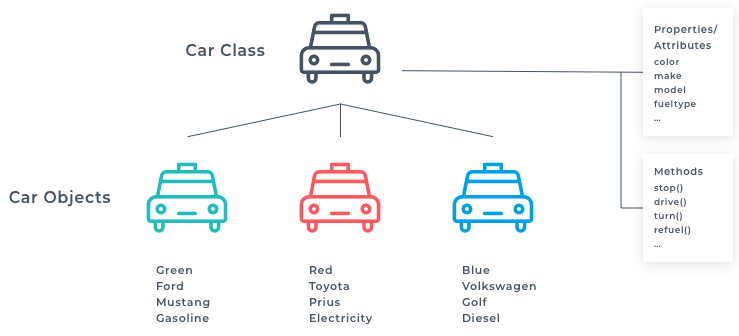 Car Class
Properties/
Attributes
color
make
model
fueltype
...
Methods
stop()
drive()
turn()
refuel()
...
Car Objects
Green
Ford
Mustang
Gasoline
Red
Toyota
Prius
Electricity
Blue
Volkswagen
Golf
Diesel